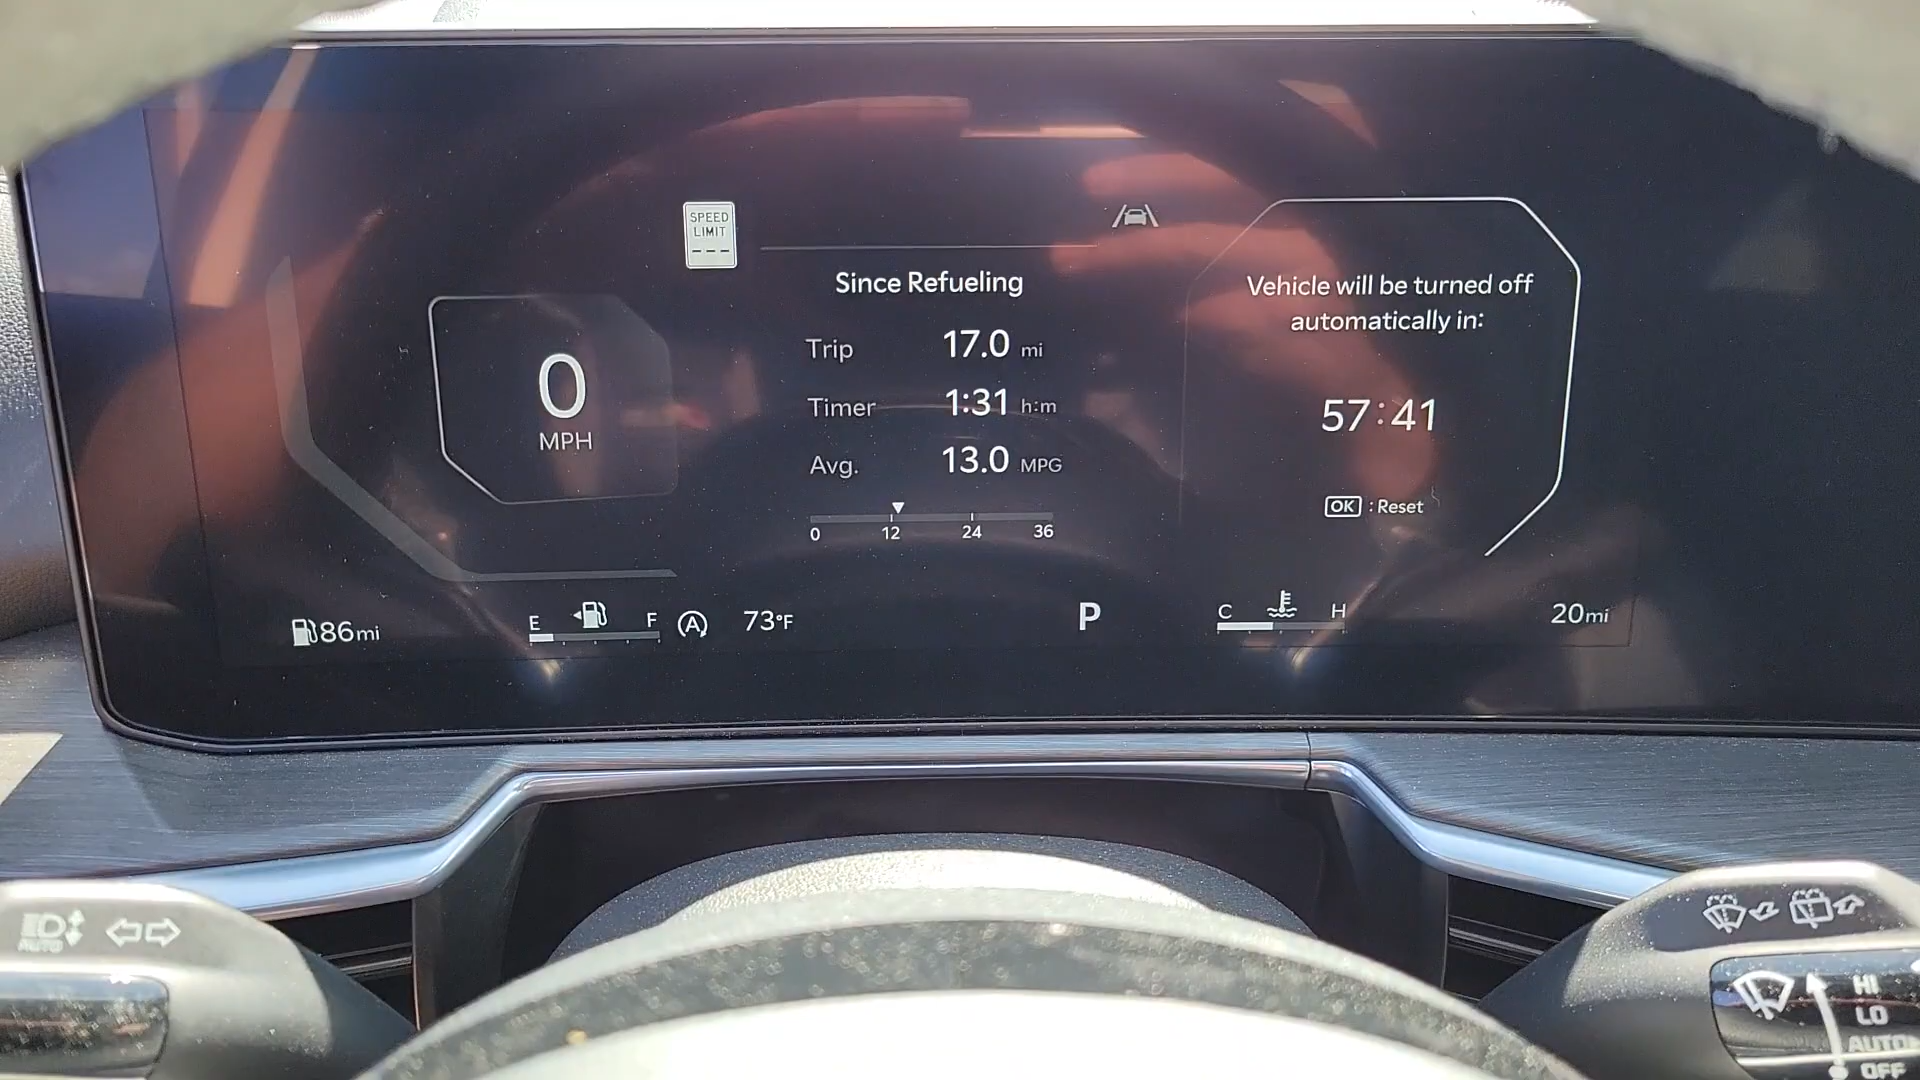 SPEED
LIMIT
---
Since Refueling
Trip 17.0 mi
Timer 1:31 h:m
Avg. 13.0 MPG
0 12 24 36
0
MPH
Vehicle will be turned off
automatically in:
57:41
OK : Reset
86mi
E F
A
73°F
P
C H
20mi
AUTO
HI
LO
AUTO
OFF